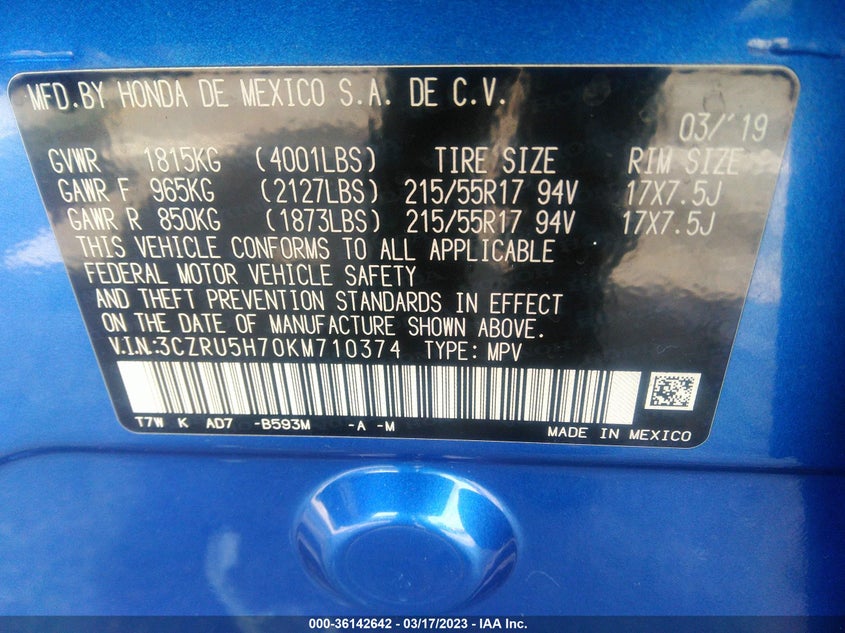 MFD.BY HONDA DE MEXICO S.A. DE C.V.
03/'19
GVWR 1815KG (4001LBS) TIRE SIZE RIM SIZE
GAWR F 965KG (2127LBS) 215/55R17 94V 17X7.5J
GAWR R 850KG (1873LBS) 215/55R17 94V 17X7.5J
THIS VEHICLE CONFORMS TO ALL APPLICABLE
FEDERAL MOTOR VEHICLE SAFETY
AND THEFT PREVENTION STANDARDS IN EFFECT
ON THE DATE OF MANUFACTURE SHOWN ABOVE.
V.I.N:3CZRU5H70KM710374 TYPE: MPV
T7W K AD7 -B593M -A -M
MADE IN MEXICO
000-36142642 - 03/17/2023 - IAA Inc.